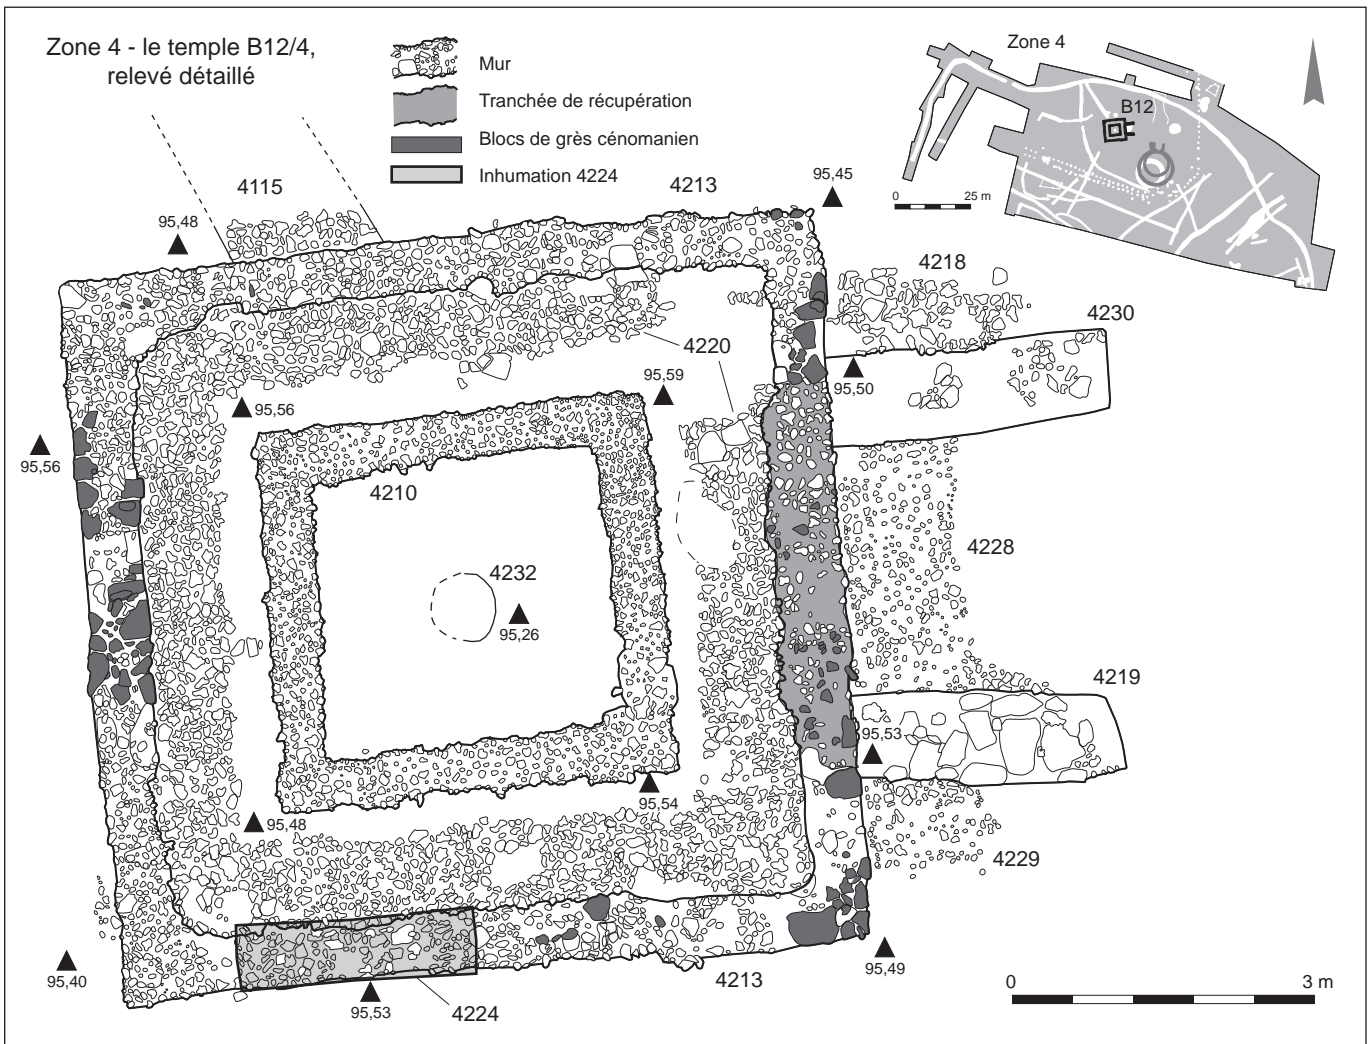 Zone 4 - le temple B12/4,
relevé détaillé
Mur
Tranchée de récupération
Blocs de grès cénomanien
Inhumation 4224
Zone 4
B12
0 25 m
4115
4213
95,45
95,48
4218
4230
4220
95,50
95,59
95,56
95,56
4210
4228
4232
95,26
4219
95,53
95,54
95,48
4229
95,40
95,49
4213
95,53
4224
0 3 m